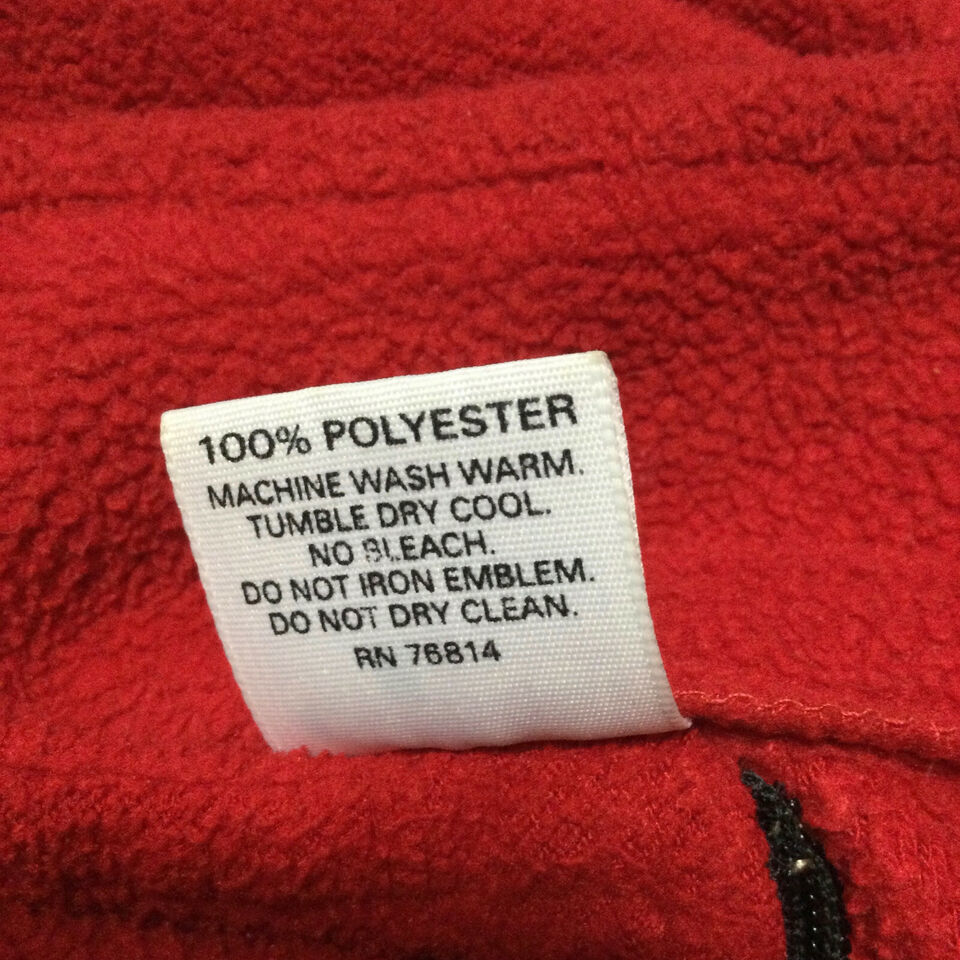 100% POLYESTER
MACHINE WASH WARM.
TUMBLE DRY COOL.
NO BLEACH.
DO NOT IRON EMBLEM.
DO NOT DRY CLEAN.
RN 76814